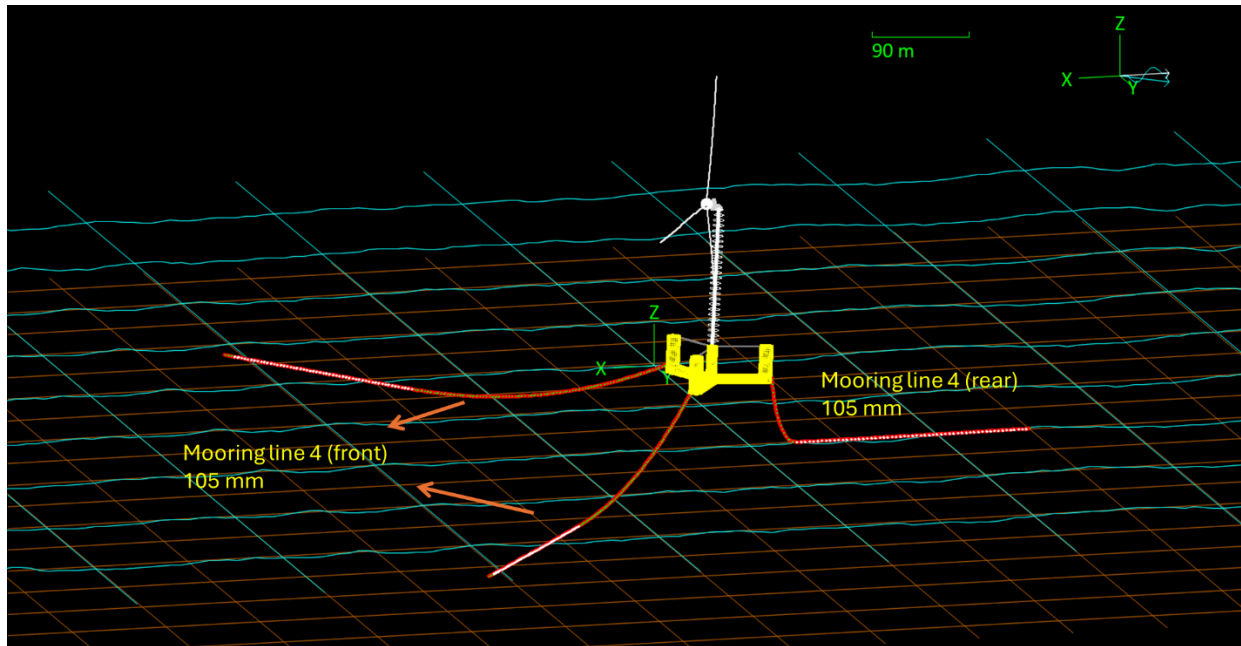 90 m
Z
X
Y
Z
X
Y
Mooring line 4 (rear)
105 mm
Mooring line 4 (front)
105 mm